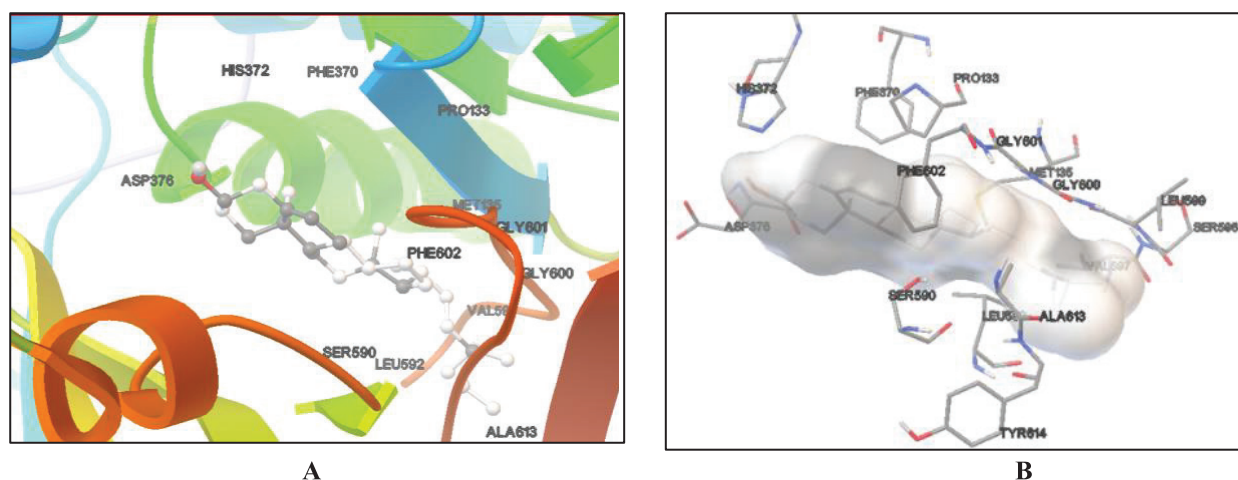 HIS372 PHE370
PRO133
ASP376
MET135
GLY601
PHE602
GLY600
VAL59
SER590
LEU592
ALA613
A
HIS372
PHE370
PRO133
GLY601
PHE602
MET135
GLY600
LEU599
ASP376
SER596
SER590
ALA613
TYR614
B